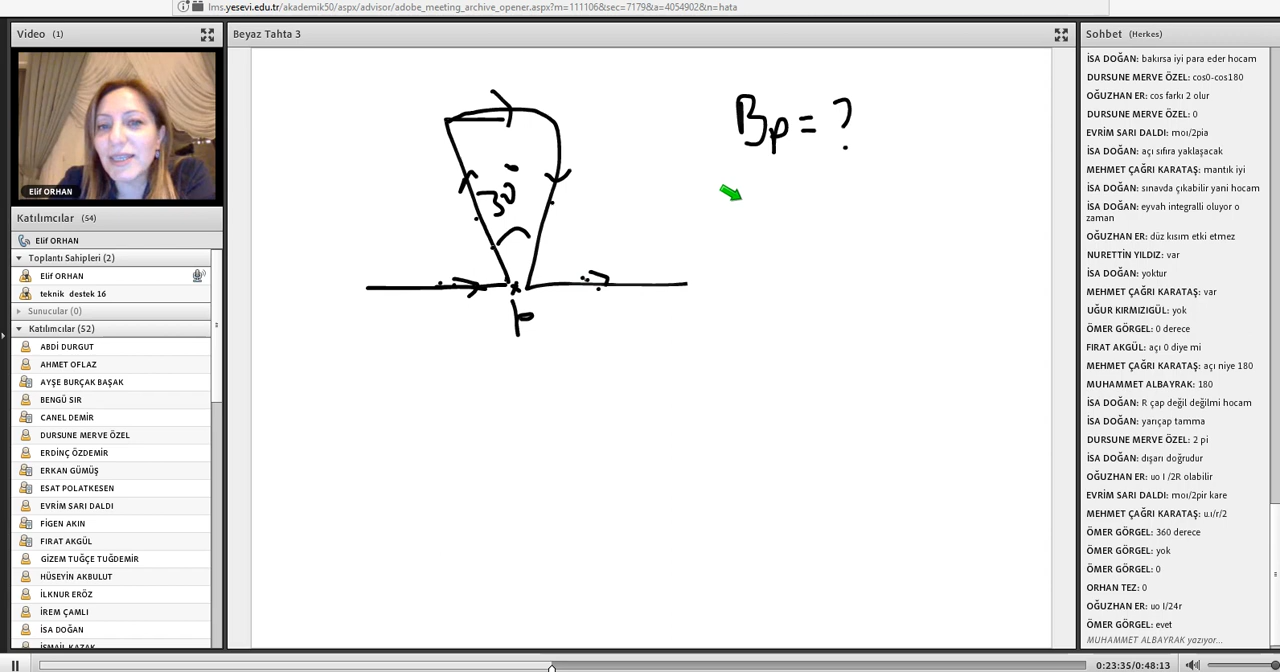 lms.yesevi.edu.tr/akademik50/aspx/advisor/adobe_meeting_archive_opener.aspx?m=111106&sec=7179&a=4054902&n=hata
Video (1)
Elif ORHAN
Katılımcılar (54)
Elif ORHAN
Toplantı Sahipleri (2)
Elif ORHAN
teknik destek 16
Sunucular (0)
Katılımcılar (52)
ABDİ DURGUT
AHMET OFLAZ
AYŞE BURÇAK BAŞAK
BENGÜ SIR
CANEL DEMİR
DURSUNE MERVE ÖZEL
ERDİNÇ ÖZDEMİR
ERKAN GÜMÜŞ
ESAT POLATKESEN
EVRİM SARI DALDI
FİGEN AKIN
FIRAT AKGÜL
GİZEM TUĞÇE TUĞDEMİR
HÜSEYİN AKBULUT
İLKNUR ERÖZ
İREM ÇAMLI
İSA DOĞAN
İSMAİL KAZAK
Beyaz Tahta 3
30°
P
Bp = ?
Sohbet (Herkes)
İSA DOĞAN: bakırsa iyi para eder hocam
DURSUNE MERVE ÖZEL: cos0-cos180
OĞUZHAN ER: cos farkı 2 olur
DURSUNE MERVE ÖZEL: 0
EVRİM SARI DALDI: moı/2pia
İSA DOĞAN: açı sıfıra yaklaşacak
MEHMET ÇAĞRI KARATAŞ: mantık iyi
İSA DOĞAN: sınavda çıkabilir yani hocam
İSA DOĞAN: eyvah integralli oluyor o
zaman
OĞUZHAN ER: düz kısım etki etmez
NURETTİN YILDIZ: var
İSA DOĞAN: yoktur
MEHMET ÇAĞRI KARATAŞ: var
UĞUR KIRMIZIGÜL: yok
ÖMER GÖRGEL: 0 derece
FIRAT AKGÜL: açı 0 diye mi
MEHMET ÇAĞRI KARATAŞ: açı niye 180
MUHAMMET ALBAYRAK: 180
İSA DOĞAN: R çap değil değilmi hocam
İSA DOĞAN: yarıçap tamma
DURSUNE MERVE ÖZEL: 2 pi
İSA DOĞAN: dışarı doğrudur
OĞUZHAN ER: uo I /2R olabilir
EVRİM SARI DALDI: moı/2pir kare
MEHMET ÇAĞRI KARATAŞ: u.ı/r/2
ÖMER GÖRGEL: 360 derece
ÖMER GÖRGEL: yok
ÖMER GÖRGEL: 0
ORHAN TEZ: 0
OĞUZHAN ER: uo I/24r
ÖMER GÖRGEL: evet
MUHAMMET ALBAYRAK yazıyor...
0:23:35/0:48:13